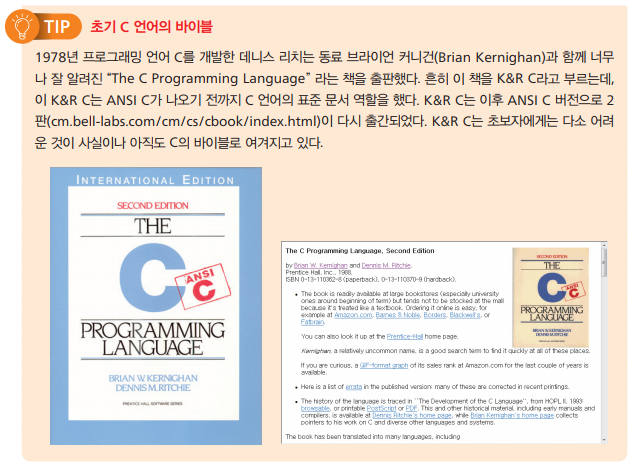 TIP 초기 C 언어의 바이블
1978년 프로그래밍 언어 C를 개발한 데니스 리치는 동료 브라이언 커니건(Brian Kernighan)과 함께 너무
나 잘 알려진 “The C Programming Language” 라는 책을 출판했다. 흔히 이 책을 K&R C라고 부르는데,
이 K&R C는 ANSI C가 나오기 전까지 C 언어의 표준 문서 역할을 했다. K&R C는 이후 ANSI C 버전으로 2
판(cm.bell-labs.com/cm/cs/cbook/index.html)이 다시 출간되었다. K&R C는 초보자에게는 다소 어려
운 것이 사실이나 아직도 C의 바이블로 여겨지고 있다.
INTERNATIONAL EDITION
SECOND EDITION
THE
C
ANSI
C
PROGRAMMING
LANGUAGE
BRIAN W. KERNIGHAN
DENNIS M. RITCHIE
PRENTICE HALL SOFTWARE SERIES
The C Programming Language, Second Edition
by Brian W. Kernighan and Dennis M. Ritchie.
Prentice Hall, Inc., 1988.
ISBN 0-13-110362-8 (paperback), 0-13-110370-9 (hardback).
• The book is readily available at large bookstores (especially university
ones around beginning of term) but tends not to be stocked at the mall
because it's treated like a textbook. Ordering it online is easy, for
example at Amazon.com, Barnes & Noble, Borders, Blackwell's, or
Fatbrain.
You can also look it up at the Prentice-Hall home page.
Kernighan, a relatively uncommon name, is a good search term to find it quickly at all of these places.
If you are curious, a GIF-format graph of its sales rank at Amazon.com for the last couple of years is
available.
• Here is a list of errata in the published version: many of these are corrected in recent printings.
• The history of the language is traced in ``The Development of the C Language'', from HOPL II, 1993:
browsable, or printable PostScript or PDF. This and other historical material, including early manuals and
compilers, is available at Dennis Ritchie's home page, while Brian Kernighan's home page collects
pointers to his work on C and diverse other languages and systems.
The book has been translated into many languages, including
SECOND EDITION
THE
C
ANSI
C
PROGRAMMING
LANGUAGE
BRIAN W. KERNIGHAN
DENNIS M. RITCHIE